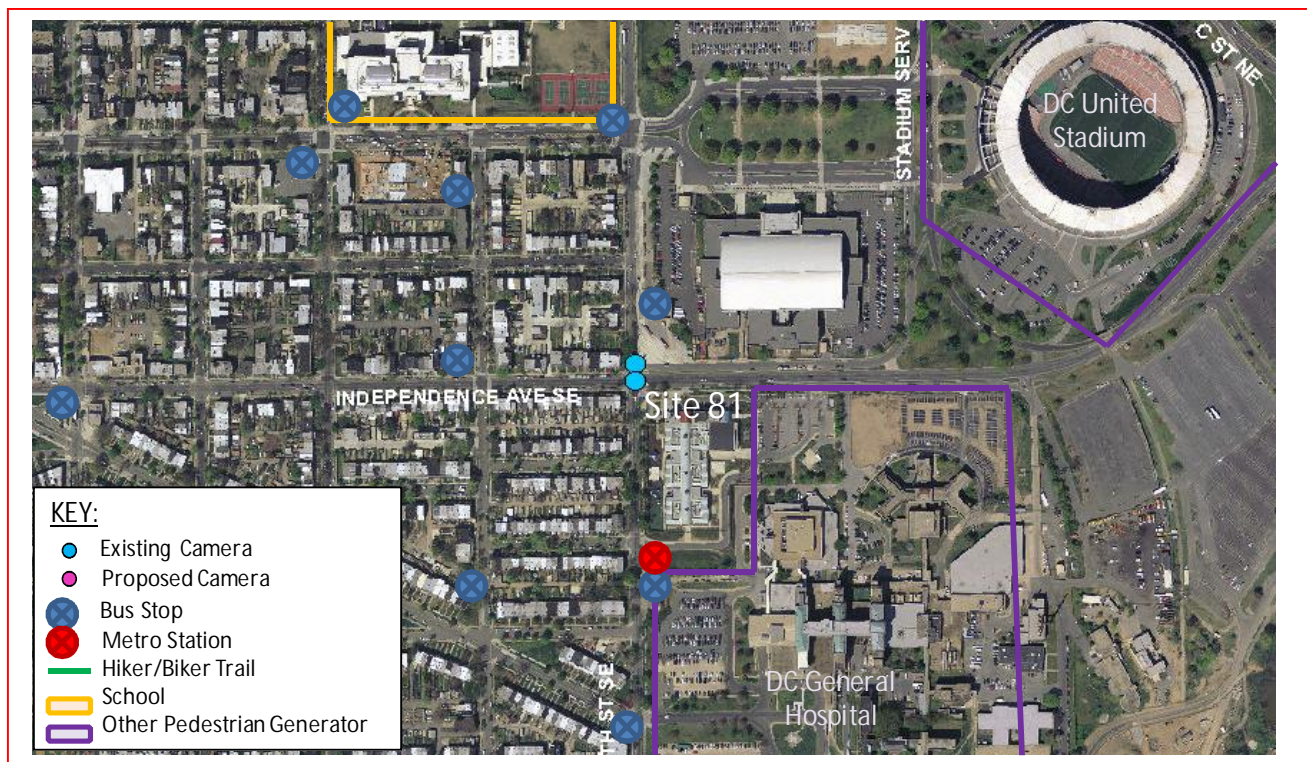 C ST NE
STADIUM SERV
DC United
Stadium
INDEPENDENCE AVE SE
Site 81
KEY:
Existing Camera
Proposed Camera
Bus Stop
Metro Station
Hiker/Biker Trail
School
Other Pedestrian Generator
TH ST SE
DC General
Hospital